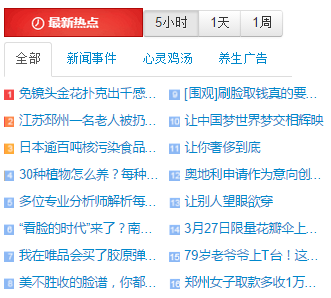 最新热点 5小时 1天 1周
全部 新闻事件 心灵鸡汤 养生广告
1 免镜头金花扑克出千感…
2 江苏邳州一名老人被扔…
3 日本逾百吨核污染食品…
4 30种植物怎么养？每种…
5 多位专业分析师解析每…
6 “看脸的时代”来了？南…
7 我在唯品会买了胶原弹…
8 美不胜收的脸谱，你都…
9 [围观]刷脸取钱真的要…
10 让中国梦世界梦交相辉映
11 让你奢侈到底
12 奥地利申请作为意向创…
13 让别人望眼欲穿
14 3月27日限量花瓣伞上…
15 79岁老爷爷上T台！这…
16 郑州女子取款多收1万…